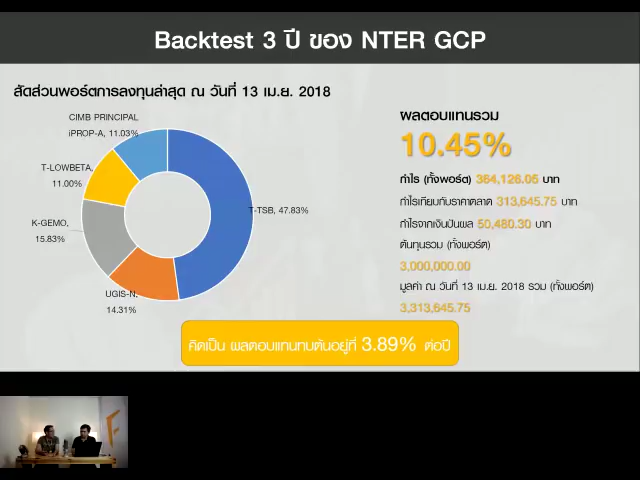 Backtest 3 ปี ของ NTER GCP
สัดส่วนพอร์ตการลงทุนล่าสุด ณ วันที่ 13 เม.ย. 2018
CIMB PRINCIPAL
iPROP-A, 11.03%
T-LOWBETA,
11.00%
K-GEMO,
15.83%
UGIS-N,
14.31%
T-TSB, 47.83%
ผลตอบแทนรวม
10.45%
กำไร (ทั้งพอร์ต) 364,126.05 บาท
กำไรเทียบกับราคาตลาด 313,645.75 บาท
กำไรจากเงินปันผล 50,480.30 บาท
ต้นทุนรวม (ทั้งพอร์ต)
3,000,000.00
มูลค่า ณ วันที่ 13 เม.ย. 2018 รวม (ทั้งพอร์ต)
3,313,645.75
คิดเป็น ผลตอบแทนทบต้นอยู่ที่ 3.89% ต่อปี